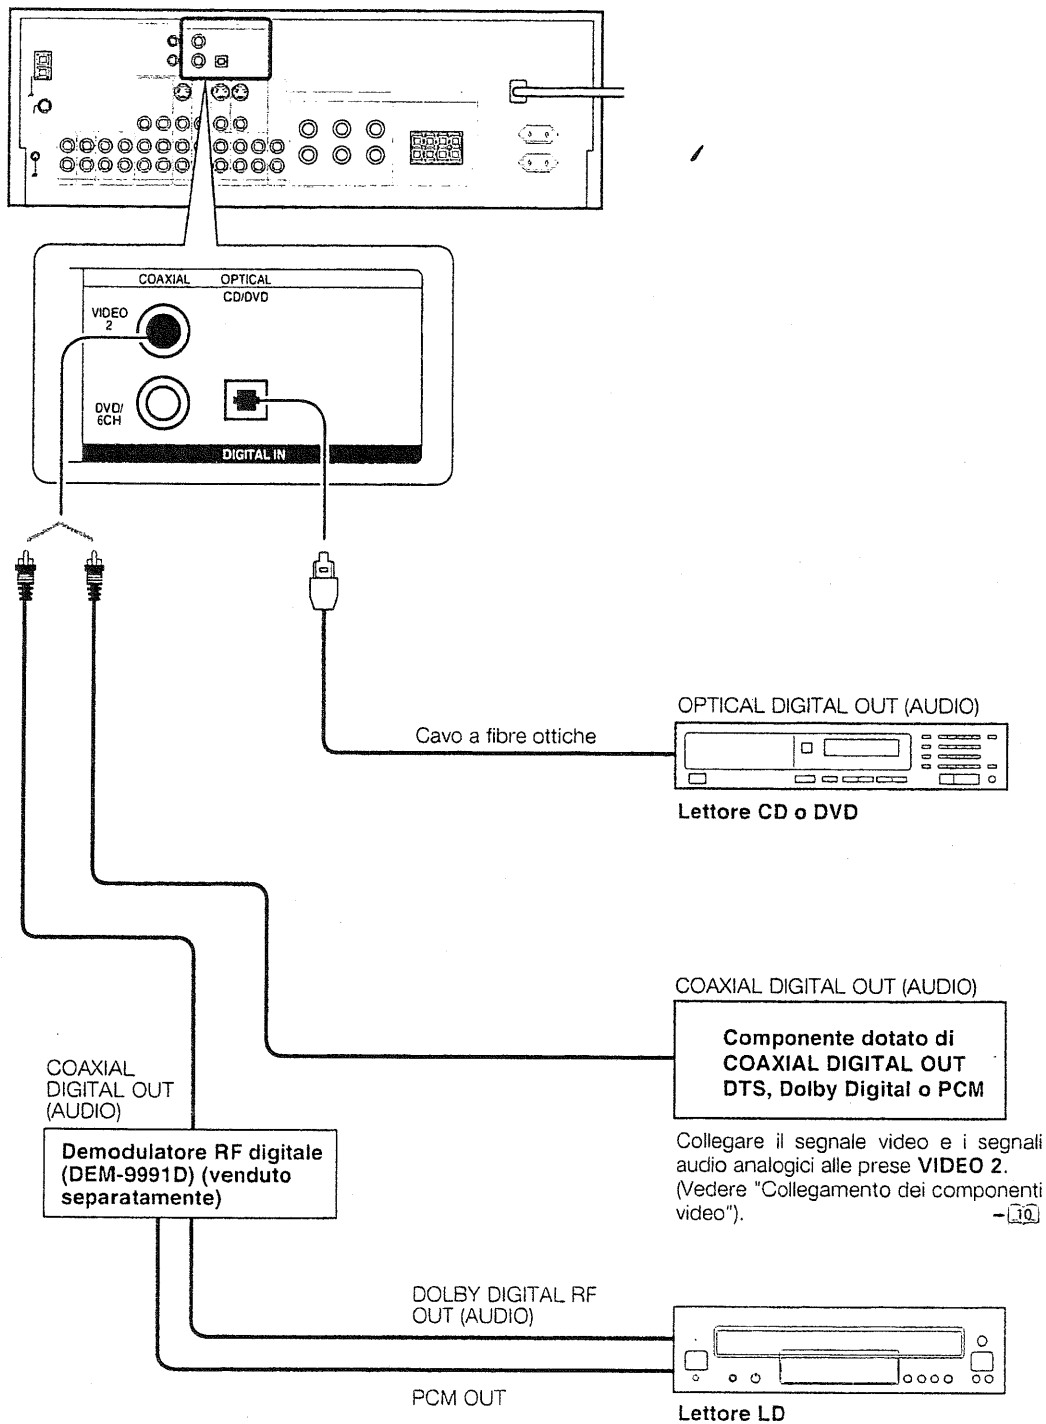 COAXIAL OPTICAL
CD/DVD
VIDEO
2
DVD/
6CH
DIGITAL IN
OPTICAL DIGITAL OUT (AUDIO)
Cavo a fibre ottiche
Lettore CD o DVD
COAXIAL DIGITAL OUT (AUDIO)
Componente dotato di
COAXIAL DIGITAL OUT
DTS, Dolby Digital o PCM
COAXIAL
DIGITAL OUT
(AUDIO)
Demodulatore RF digitale
(DEM-9991D) (venduto
separatamente)
Collegare il segnale video e i segnali
audio analogici alle prese VIDEO 2.
(Vedere "Collegamento dei componenti
video"). 10
DOLBY DIGITAL RF
OUT (AUDIO)
PCM OUT
Lettore LD